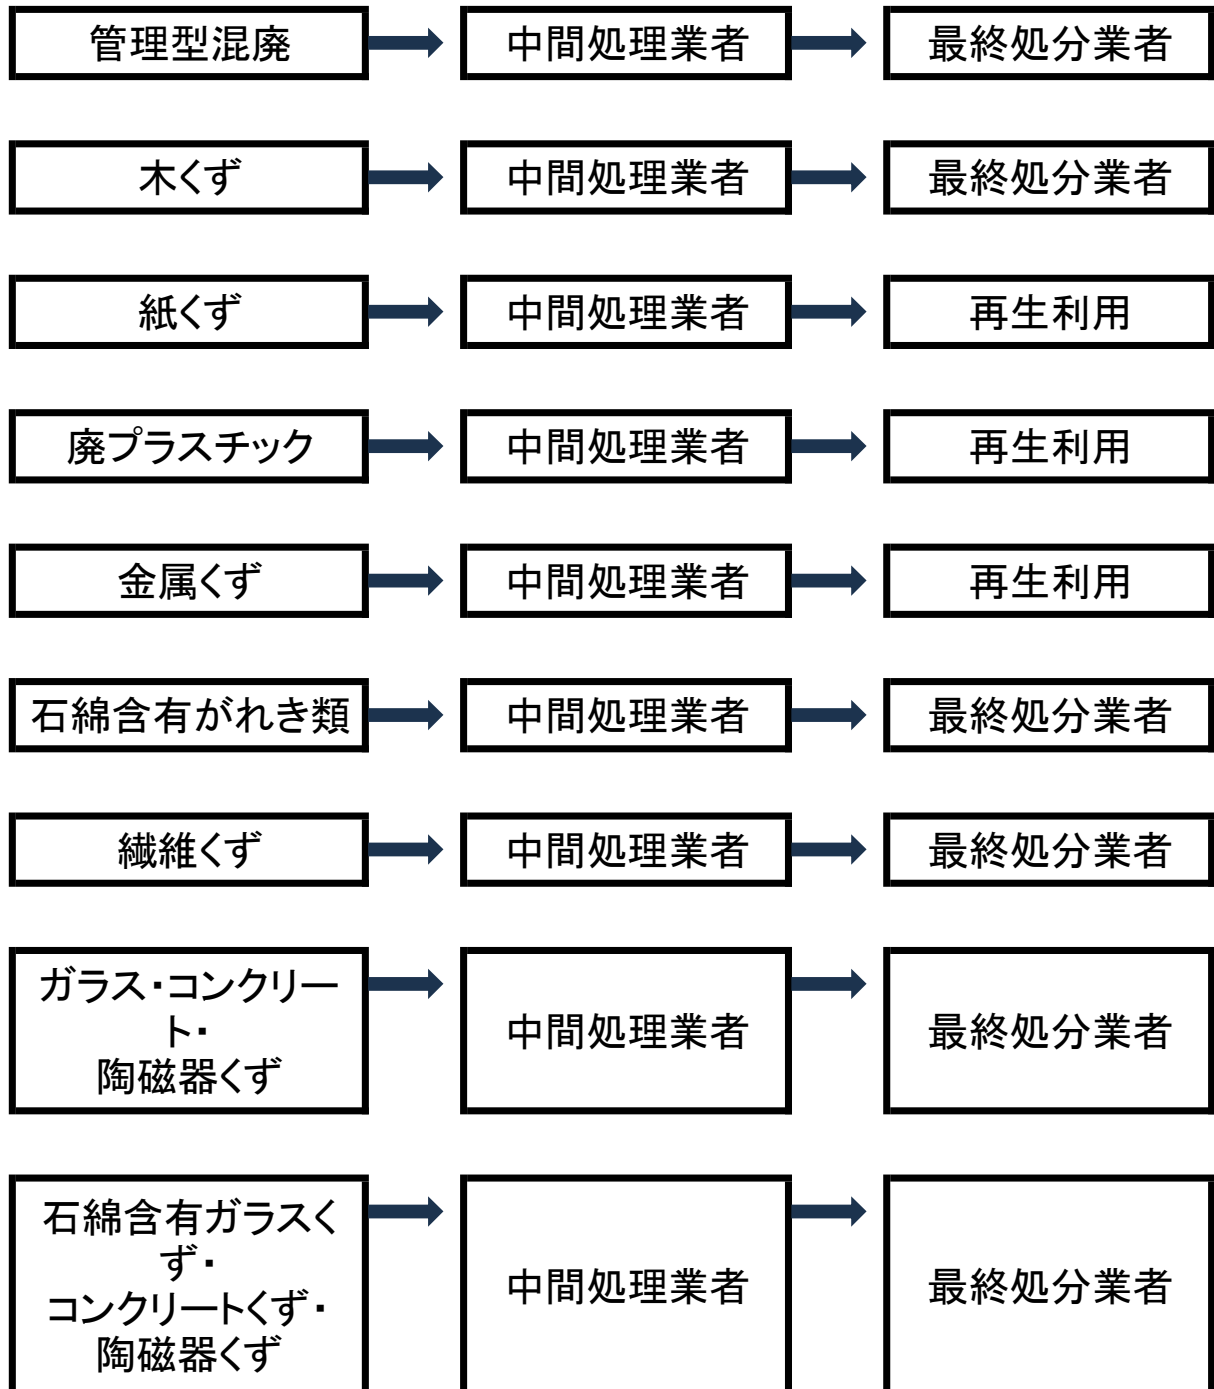 管理型混廃 中間処理業者 最終処分業者
木くず 中間処理業者 最終処分業者
紙くず 中間処理業者 再生利用
廃プラスチック 中間処理業者 再生利用
金属くず 中間処理業者 再生利用
石綿含有がれき類 中間処理業者 最終処分業者
繊維くず 中間処理業者 最終処分業者
ガラス・コンクリー
ト・
陶磁器くず
中間処理業者 最終処分業者
石綿含有ガラスく
ず・
コンクリートくず・
陶磁器くず
中間処理業者 最終処分業者